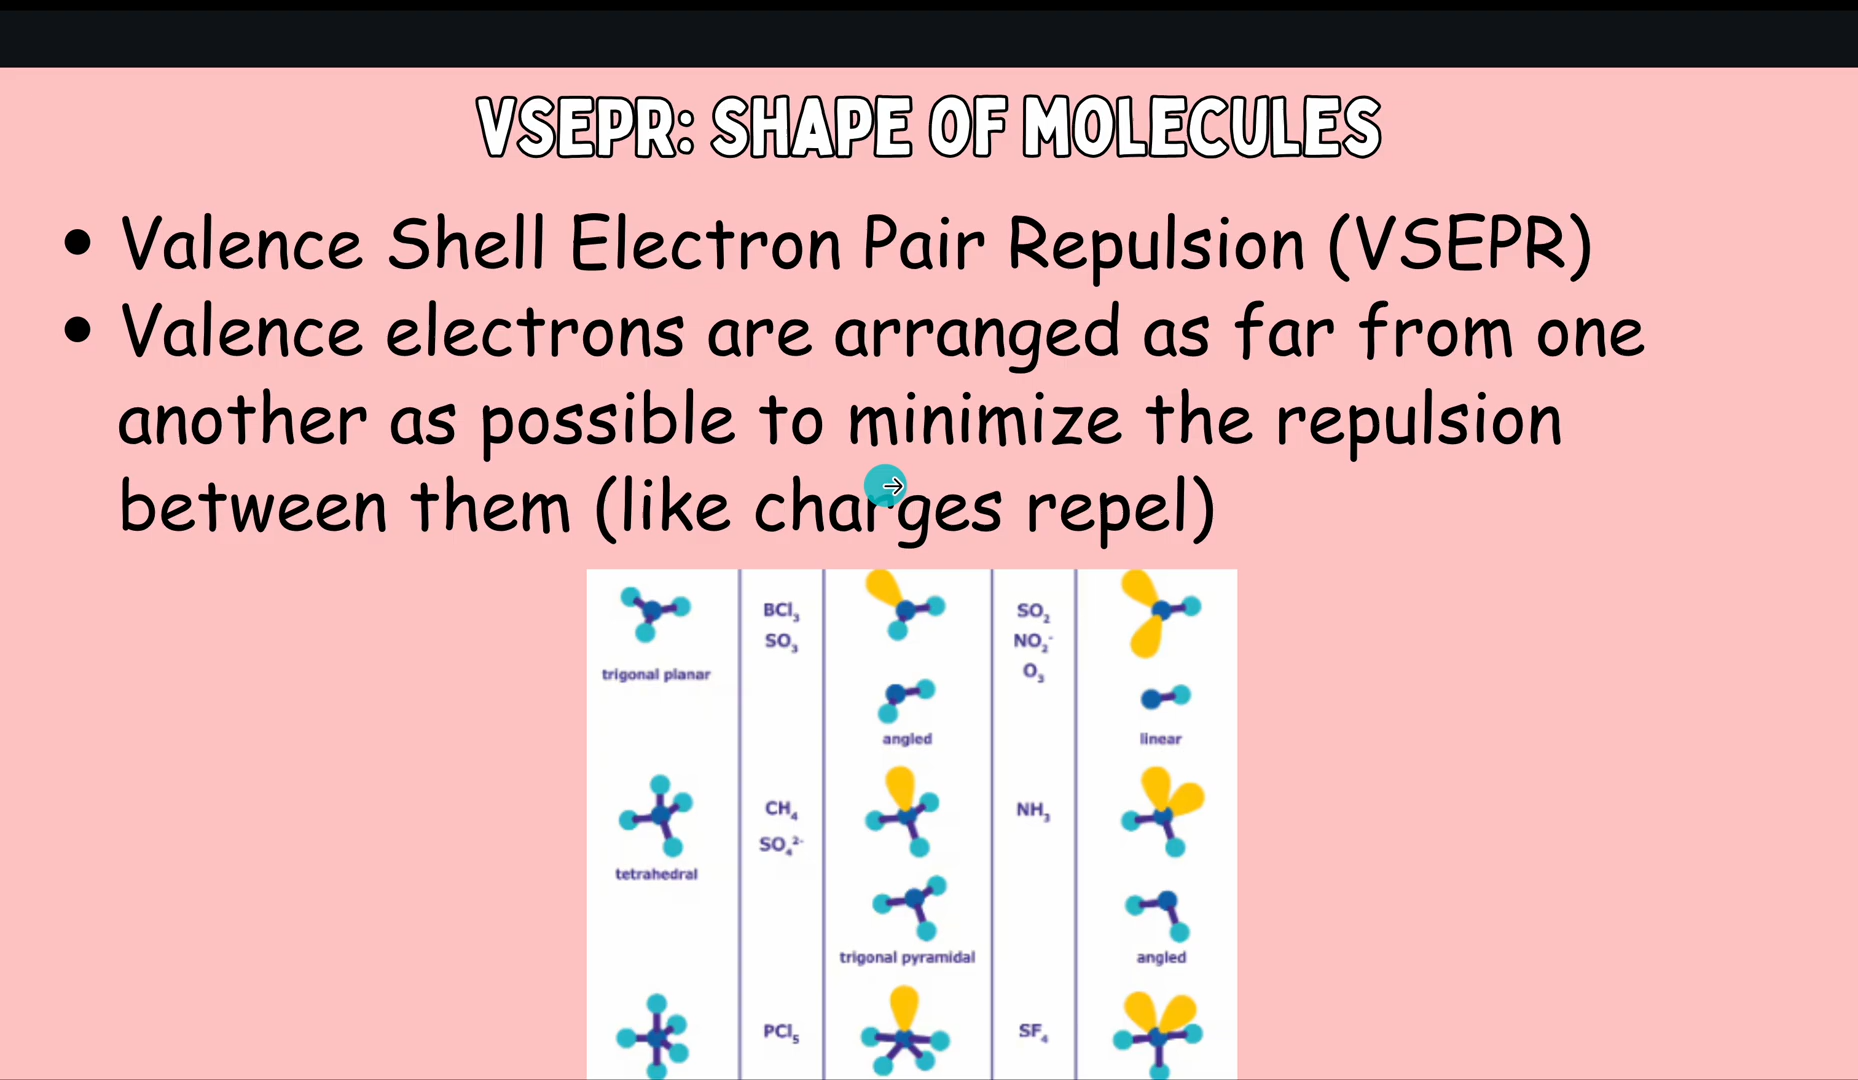 VSEPR: SHAPE OF MOLECULES
• Valence Shell Electron Pair Repulsion (VSEPR)
• Valence electrons are arranged as far from one
another as possible to minimize the repulsion
between them (like charges repel)
BCl₃ SO₂
SO₃ NO₂⁻
trigonal planar O₃
angled linear
CH₄ NH₃
SO₄²⁻
tetrahedral
trigonal pyramidal angled
PCl₅ SF₄